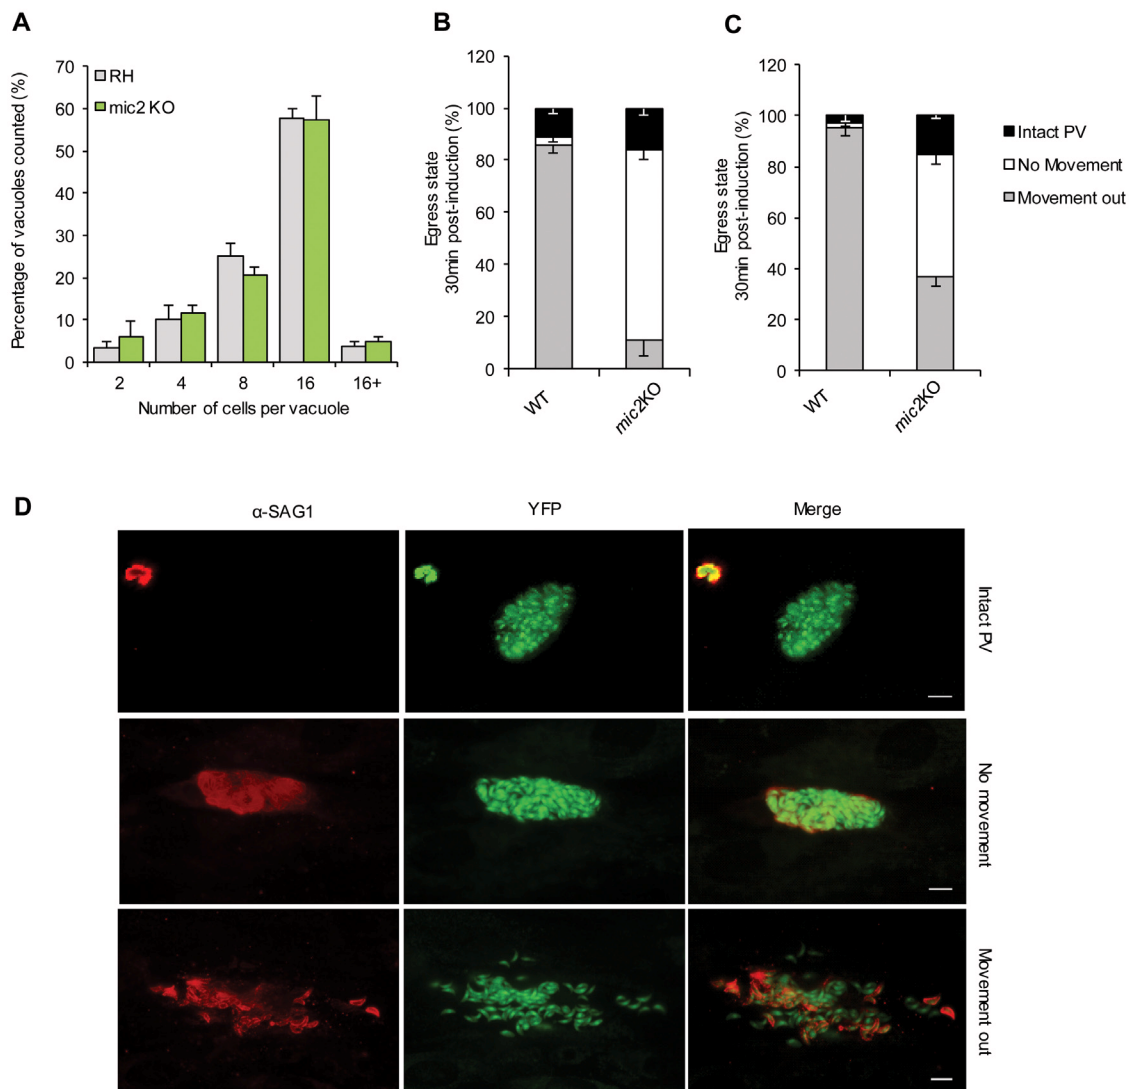 A
Percentage of vacuoles counted (%)
70
60
50
40
30
20
10
0
RH
mic2 KO
2 4 8 16 16+
Number of cells per vacuole
B
Egress state
30min post-induction (%)
120
100
80
60
40
20
0
WT
mic2KO
C
Egress state
30min post-induction (%)
120
100
80
60
40
20
0
WT
mic2KO
Intact PV
No Movement
Movement out
D
α-SAG1 YFP Merge
Intact PV
No movement
Movement out